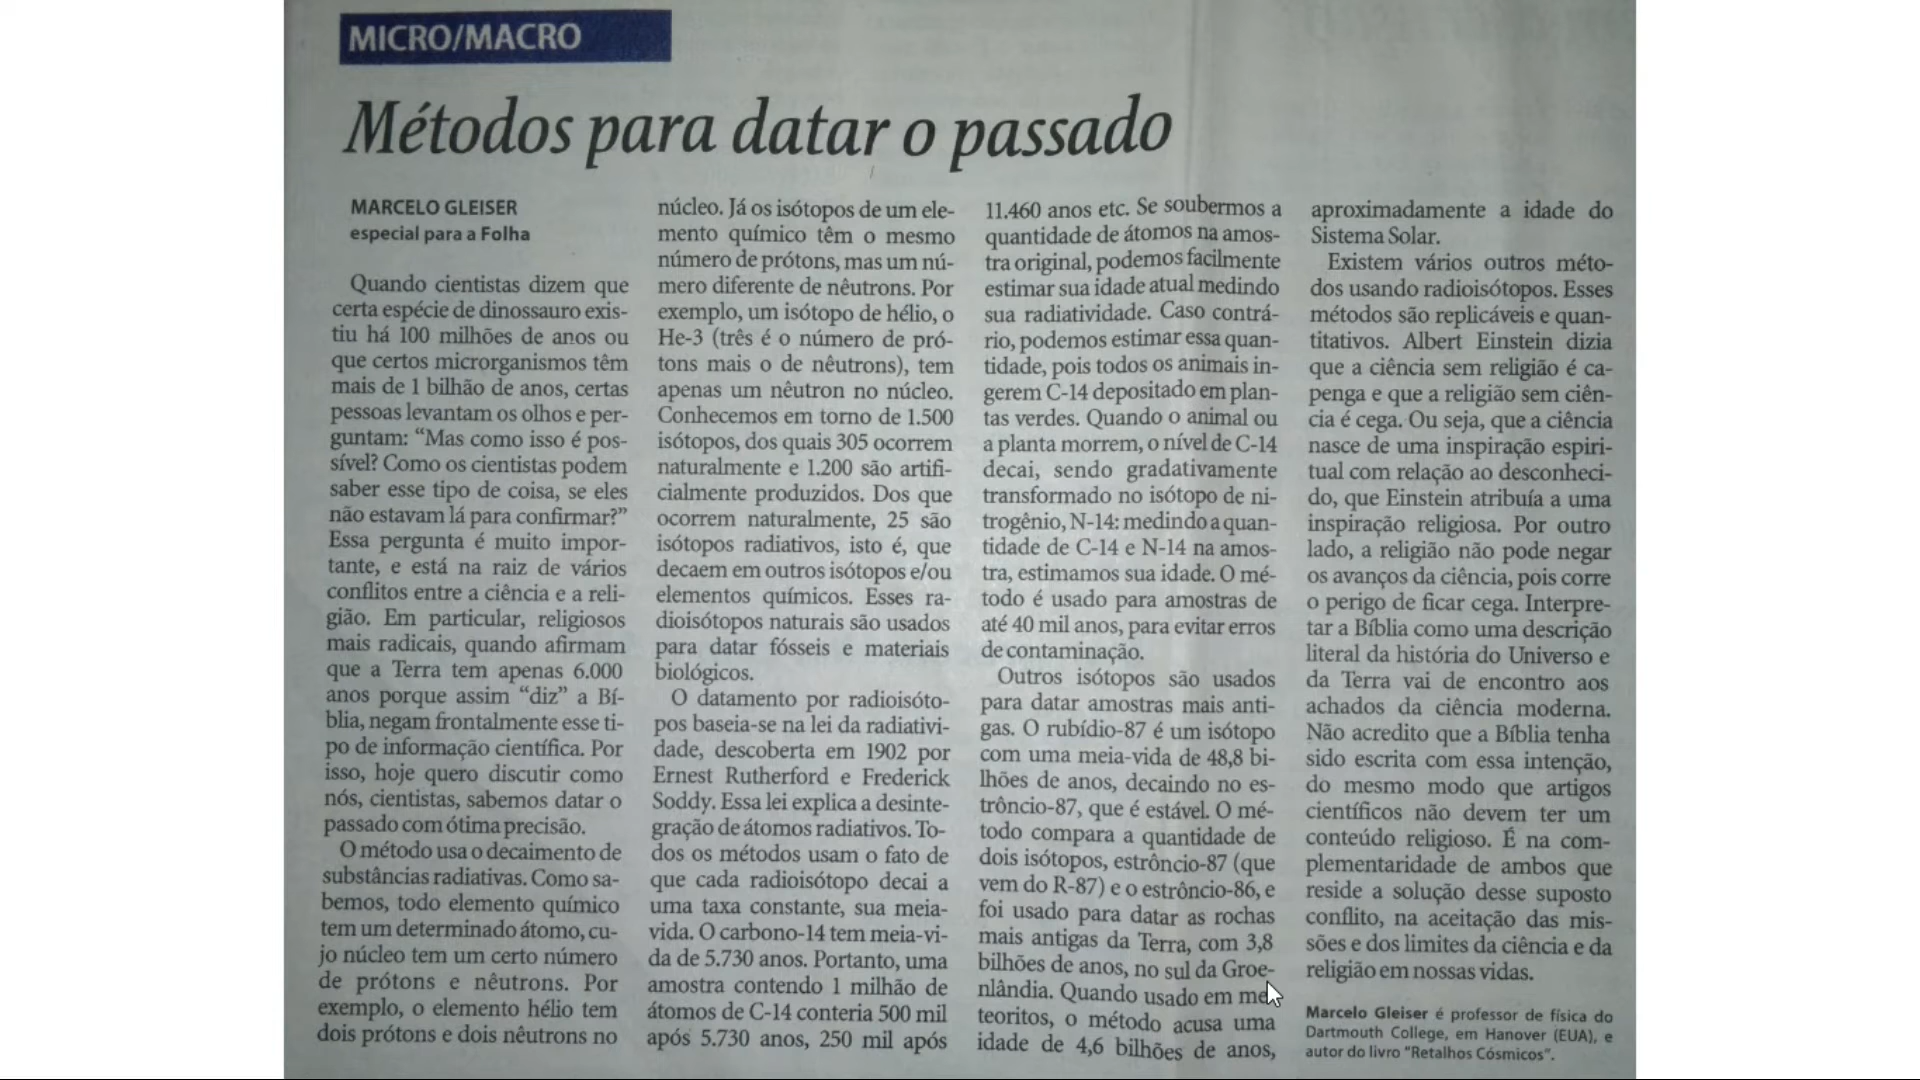 MICRO/MACRO
Métodos para datar o passado
MARCELO GLEISER
especial para a Folha
Quando cientistas dizem que
certa espécie de dinossauro exis-
tiu há 100 milhões de anos ou
que certos microrganismos têm
mais de 1 bilhão de anos, certas
pessoas levantam os olhos e per-
guntam: “Mas como isso é pos-
sível? Como os cientistas podem
saber esse tipo de coisa, se eles
não estavam lá para confirmar?”
Essa pergunta é muito impor-
tante, e está na raiz de vários
conflitos entre a ciência e a reli-
gião. Em particular, religiosos
mais radicais, quando afirmam
que a Terra tem apenas 6.000
anos porque assim “diz” a Bí-
blia, negam frontalmente esse ti-
po de informação científica. Por
isso, hoje quero discutir como
nós, cientistas, sabemos datar o
passado com ótima precisão.
O método usa o decaimento de
substâncias radiativas. Como sa-
bemos, todo elemento químico
tem um determinado átomo, cu-
jo núcleo tem um certo número
de prótons e nêutrons. Por
exemplo, o elemento hélio tem
dois prótons e dois nêutrons no
núcleo. Já os isótopos de um ele-
mento químico têm o mesmo
número de prótons, mas um nú-
mero diferente de nêutrons. Por
exemplo, um isótopo de hélio, o
He-3 (três é o número de pró-
tons mais o de nêutrons), tem
apenas um nêutron no núcleo.
Conhecemos em torno de 1.500
isótopos, dos quais 305 ocorrem
naturalmente e 1.200 são artifi-
cialmente produzidos. Dos que
ocorrem naturalmente, 25 são
isótopos radiativos, isto é, que
decaem em outros isótopos e/ou
elementos químicos. Esses ra-
dioisótopos naturais são usados
para datar fósseis e materiais
biológicos.
O datamento por radioisóto-
pos baseia-se na lei da radiativi-
dade, descoberta em 1902 por
Ernest Rutherford e Frederick
Soddy. Essa lei explica a desinte-
gração de átomos radiativos. To-
dos os métodos usam o fato de
que cada radioisótopo decai a
uma taxa constante, sua meia-
vida. O carbono-14 tem meia-vi-
da de 5.730 anos. Portanto, uma
amostra contendo 1 milhão de
átomos de C-14 conteria 500 mil
após 5.730 anos, 250 mil após
11.460 anos etc. Se soubermos a
quantidade de átomos na amos-
tra original, podemos facilmente
estimar sua idade atual medindo
sua radiatividade. Caso contrá-
rio, podemos estimar essa quan-
tidade, pois todos os animais in-
gerem C-14 depositado em plan-
tas verdes. Quando o animal ou
a planta morrem, o nível de C-14
decai, sendo gradativamente
transformado no isótopo de ni-
trogênio, N-14: medindo a quan-
tidade de C-14 e N-14 na amos-
tra, estimamos sua idade. O mé-
todo é usado para amostras de
até 40 mil anos, para evitar erros
de contaminação.
Outros isótopos são usados
para datar amostras mais anti-
gas. O rubídio-87 é um isótopo
com uma meia-vida de 48,8 bi-
lhões de anos, decaindo no es-
trôncio-87, que é estável. O mé-
todo compara a quantidade de
dois isótopos, estrôncio-87 (que
vem do R-87) e o estrôncio-86, e
foi usado para datar as rochas
mais antigas da Terra, com 3,8
bilhões de anos, no sul da Groe-
nlândia. Quando usado em me-
teoritos, o método acusa uma
idade de 4,6 bilhões de anos,
aproximadamente a idade do
Sistema Solar.
Existem vários outros méto-
dos usando radioisótopos. Esses
métodos são replicáveis e quan-
titativos. Albert Einstein dizia
que a ciência sem religião é ca-
penga e que a religião sem ciên-
cia é cega. Ou seja, que a ciência
nasce de uma inspiração espiri-
tual com relação ao desconheci-
do, que Einstein atribuía a uma
inspiração religiosa. Por outro
lado, a religião não pode negar
os avanços da ciência, pois corre
o perigo de ficar cega. Interpre-
tar a Bíblia como uma descrição
literal da história do Universo e
da Terra vai de encontro aos
achados da ciência moderna.
Não acredito que a Bíblia tenha
sido escrita com essa intenção,
do mesmo modo que artigos
científicos não devem ter um
conteúdo religioso. É na com-
plementaridade de ambos que
reside a solução desse suposto
conflito, na aceitação das mis-
sões e dos limites da ciência e da
religião em nossas vidas.
Marcelo Gleiser é professor de física do
Dartmouth College, em Hanover (EUA), e
autor do livro “Retalhos Cósmicos”.